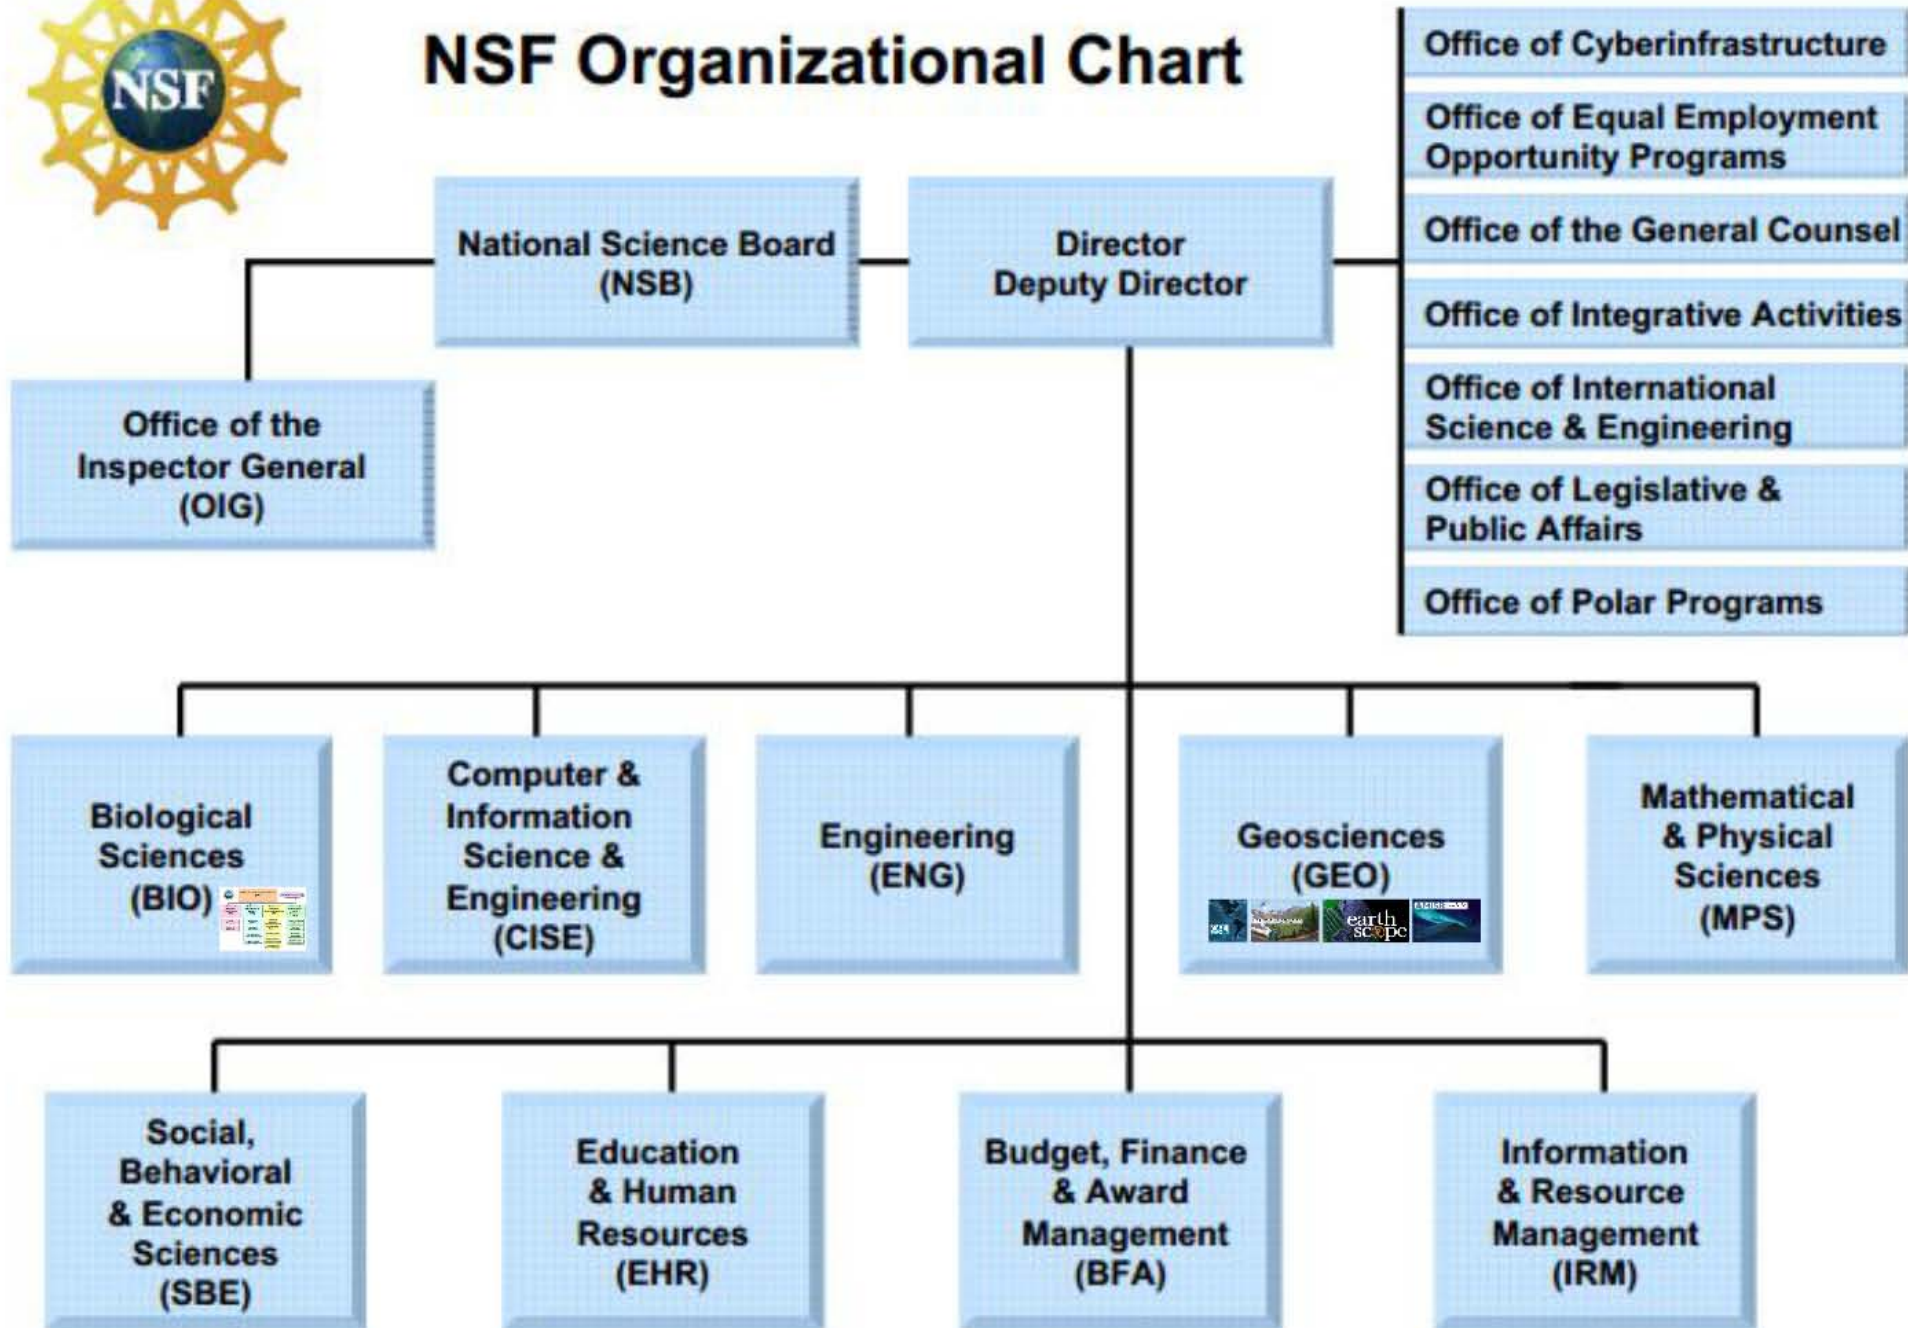 NSF
NSF Organizational Chart
Office of Cyberinfrastructure
Office of Equal Employment
Opportunity Programs
Office of the General Counsel
Office of Integrative Activities
Office of International
Science & Engineering
Office of Legislative &
Public Affairs
Office of Polar Programs
National Science Board
(NSB)
Director
Deputy Director
Office of the
Inspector General
(OIG)
Biological
Sciences
(BIO)
Computer &
Information
Science &
Engineering
(CISE)
Engineering
(ENG)
Geosciences
(GEO)
earth
scope
Mathematical
& Physical
Sciences
(MPS)
Social,
Behavioral
& Economic
Sciences
(SBE)
Education
& Human
Resources
(EHR)
Budget, Finance
& Award
Management
(BFA)
Information
& Resource
Management
(IRM)